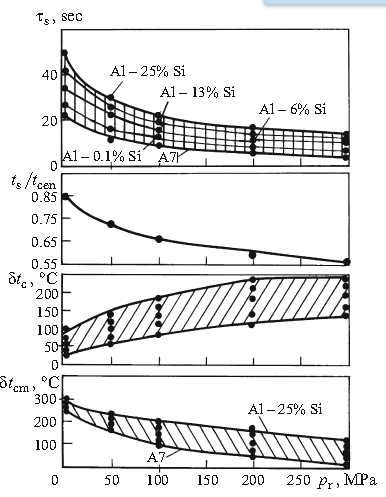 τs, sec
40
20
0
Al – 25% Si
Al – 13% Si
Al – 6% Si
Al – 0.1% Si
A7
ts/tcen
0.85
0.75
0.65
0.55
δtc, °C
200
150
100
50
0
δtcm, °C
300
200
100
Al – 25% Si
A7
0 50 100 150 200 250 pr, MPa